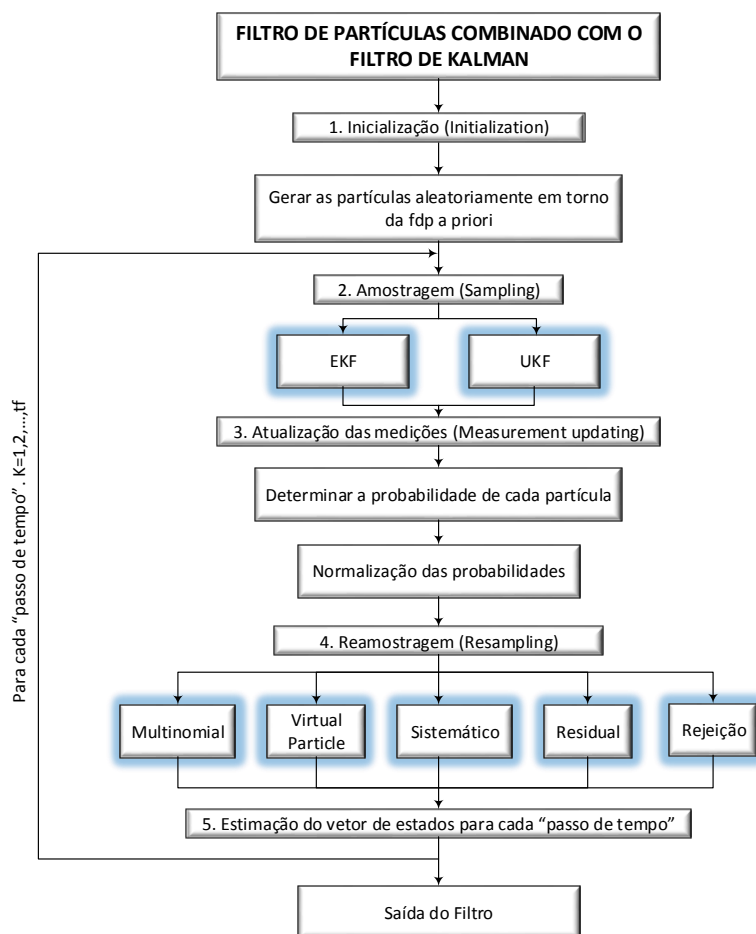 FILTRO DE PARTÍCULAS COMBINADO COM O
FILTRO DE KALMAN
1. Inicialização (Initialization)
Gerar as partículas aleatoriamente em torno
da fdp a priori
2. Amostragem (Sampling)
EKF
UKF
3. Atualização das medições (Measurement updating)
Determinar a probabilidade de cada partícula
Normalização das probabilidades
4. Reamostragem (Resampling)
Multinomial
Virtual
Particle
Sistemático
Residual
Rejeição
5. Estimação do vetor de estados para cada “passo de tempo”
Saída do Filtro
Para cada “passo de tempo”. K=1,2,...,tf